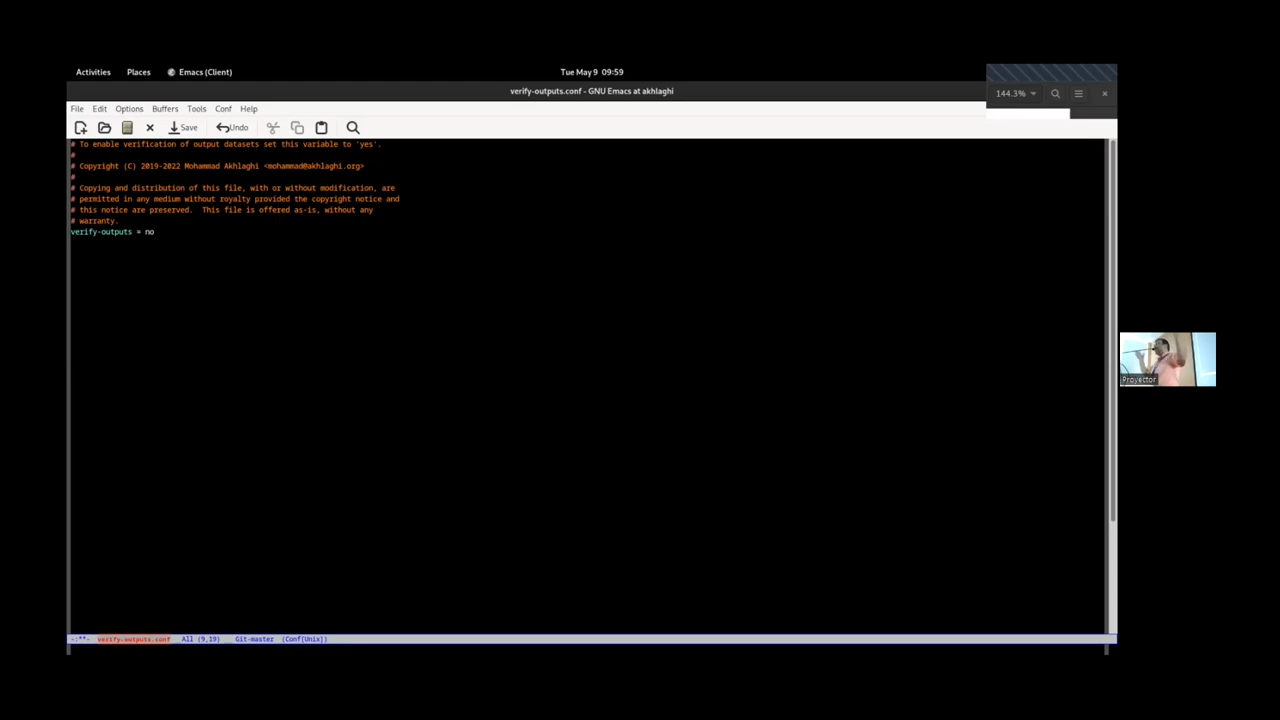 Activities Places Emacs (Client) Tue May 9 09:59
verify-outputs.conf - GNU Emacs at akhlaghi
144.3%
File Edit Options Buffers Tools Conf Help
Save Undo
# To enable verification of output datasets set this variable to 'yes'.
#
# Copyright (C) 2019-2022 Mohammad Akhlaghi <mohammad@akhlaghi.org>
#
# Copying and distribution of this file, with or without modification, are
# permitted in any medium without royalty provided the copyright notice and
# this notice are preserved.  This file is offered as-is, without any
# warranty.
verify-outputs = no
Proyector
-:**- verify-outputs.conf All (9,19) Git-master (Conf[Unix])